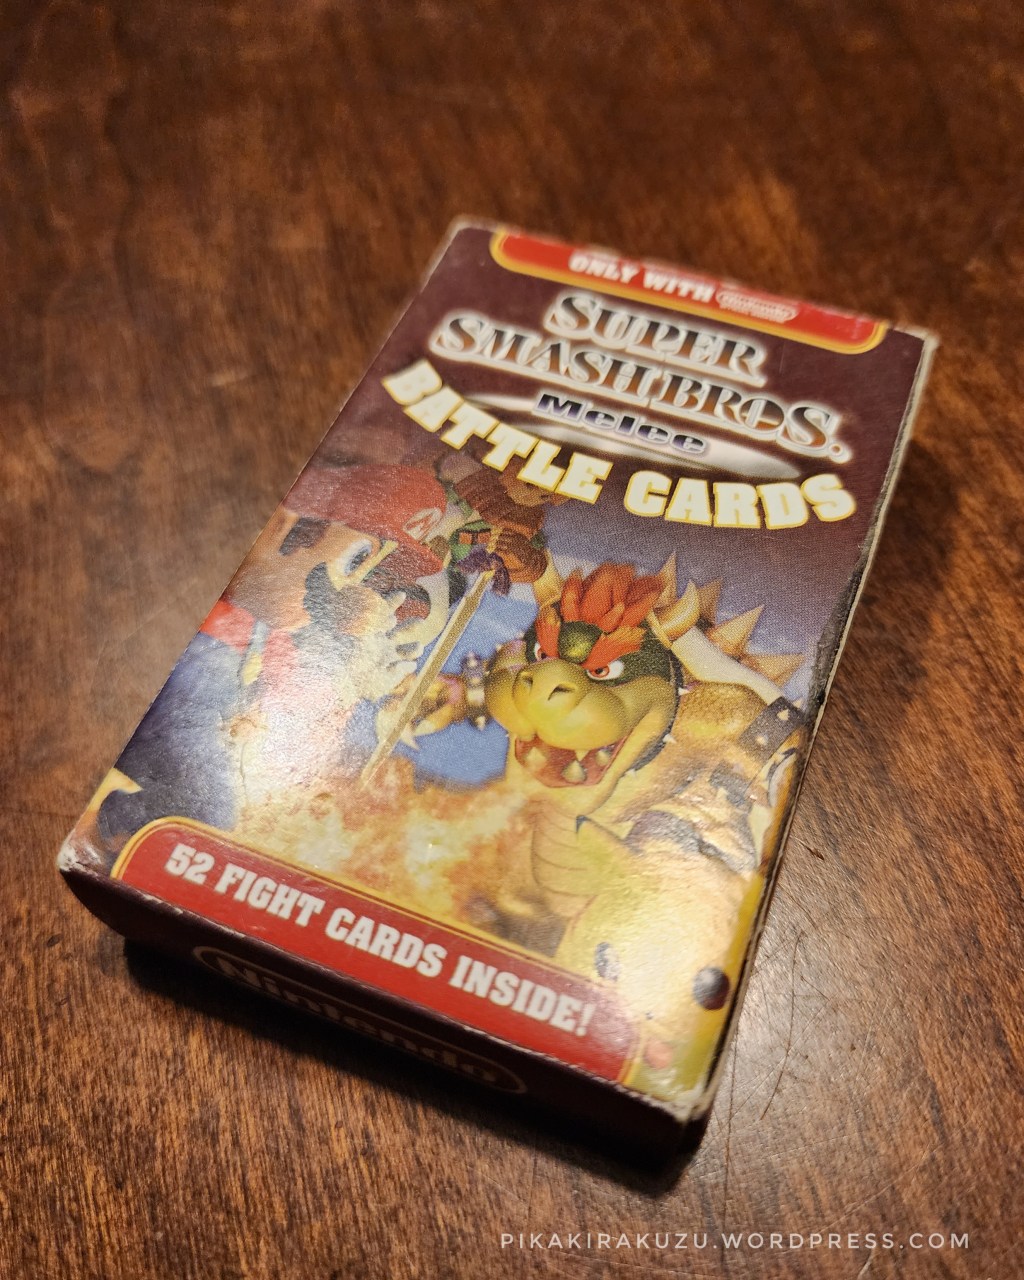 ONLY WITH
SUPER
SMASH BROS.
Melee
BATTLE CARDS
52 FIGHT CARDS INSIDE!
Nintendo
PIKAKIRAKUZU.WORDPRESS.COM